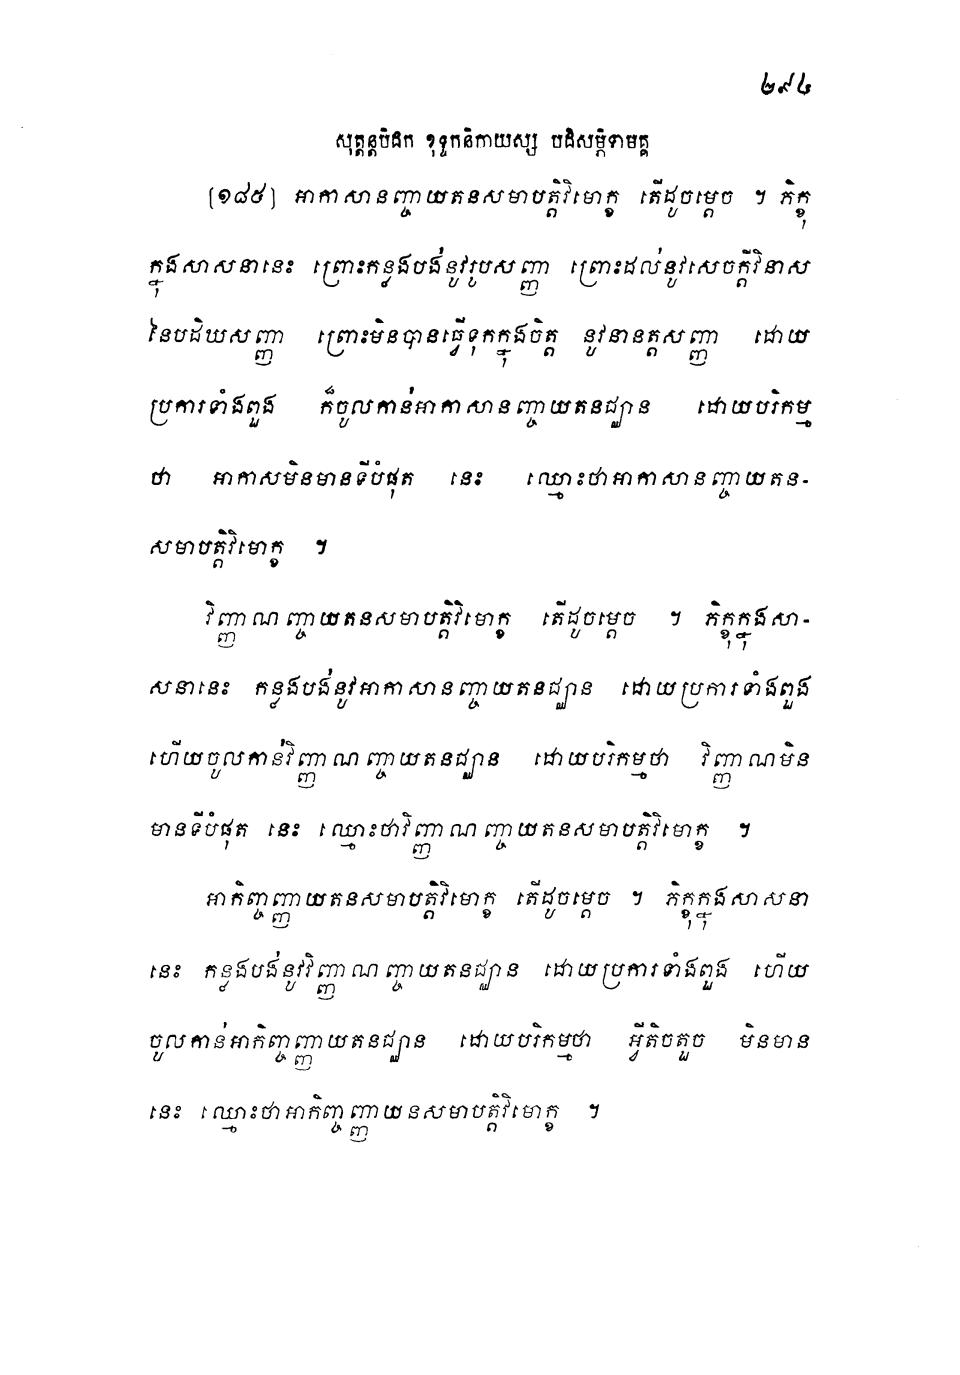 ២៩៤
សុត្តន្តបិដក ខុទ្ទកនិកាយស្ស បដិសម្ភិទាមគ្គ
[១៨៥] អាកាសានញ្ចាយតនសមាបត្តិវិមោក្ខ តើដូចម្តេច ។ ភិក្ខុ
ក្នុងសាសនានេះ ព្រោះកន្លងបង់នូវរូបសញ្ញា ព្រោះដល់នូវសេចក្តីវិនាស
នៃបដិឃសញ្ញា ព្រោះមិនបានធ្វើទុកក្នុងចិត្ត នូវនានត្តសញ្ញា ដោយ
ប្រការទាំងពួង ក៏ចូលកាន់អាកាសានញ្ចាយតនជ្ឈាន ដោយបរិកម្ម
ថា អាកាសមិនមានទីបំផុត នេះ ឈ្មោះថាអាកាសានញ្ចាយតន-
សមាបត្តិវិមោក្ខ ។
វិញ្ញាណញ្ចាយតនសមាបត្តិវិមោក្ខ តើដូចម្តេច ។ ភិក្ខុក្នុងសា-
សនានេះ កន្លងបង់នូវអាកាសានញ្ចាយតនជ្ឈាន ដោយប្រការទាំងពួង
ហើយចូលកាន់វិញ្ញាណញ្ចាយតនជ្ឈាន ដោយបរិកម្មថា វិញ្ញាណមិន
មានទីបំផុត នេះ ឈ្មោះថាវិញ្ញាណញ្ចាយតនសមាបត្តិវិមោក្ខ ។
អាកិញ្ចញ្ញាយតនសមាបត្តិវិមោក្ខ តើដូចម្តេច ។ ភិក្ខុក្នុងសាសនា
នេះ កន្លងបង់នូវវិញ្ញាណញ្ចាយតនជ្ឈាន ដោយប្រការទាំងពួង ហើយ
ចូលកាន់អាកិញ្ចញ្ញាយតនជ្ឈាន ដោយបរិកម្មថា អ្វីតិចតួច មិនមាន
នេះ ឈ្មោះថាអាកិញ្ចញ្ញាយនសមាបត្តិវិមោក្ខ ។